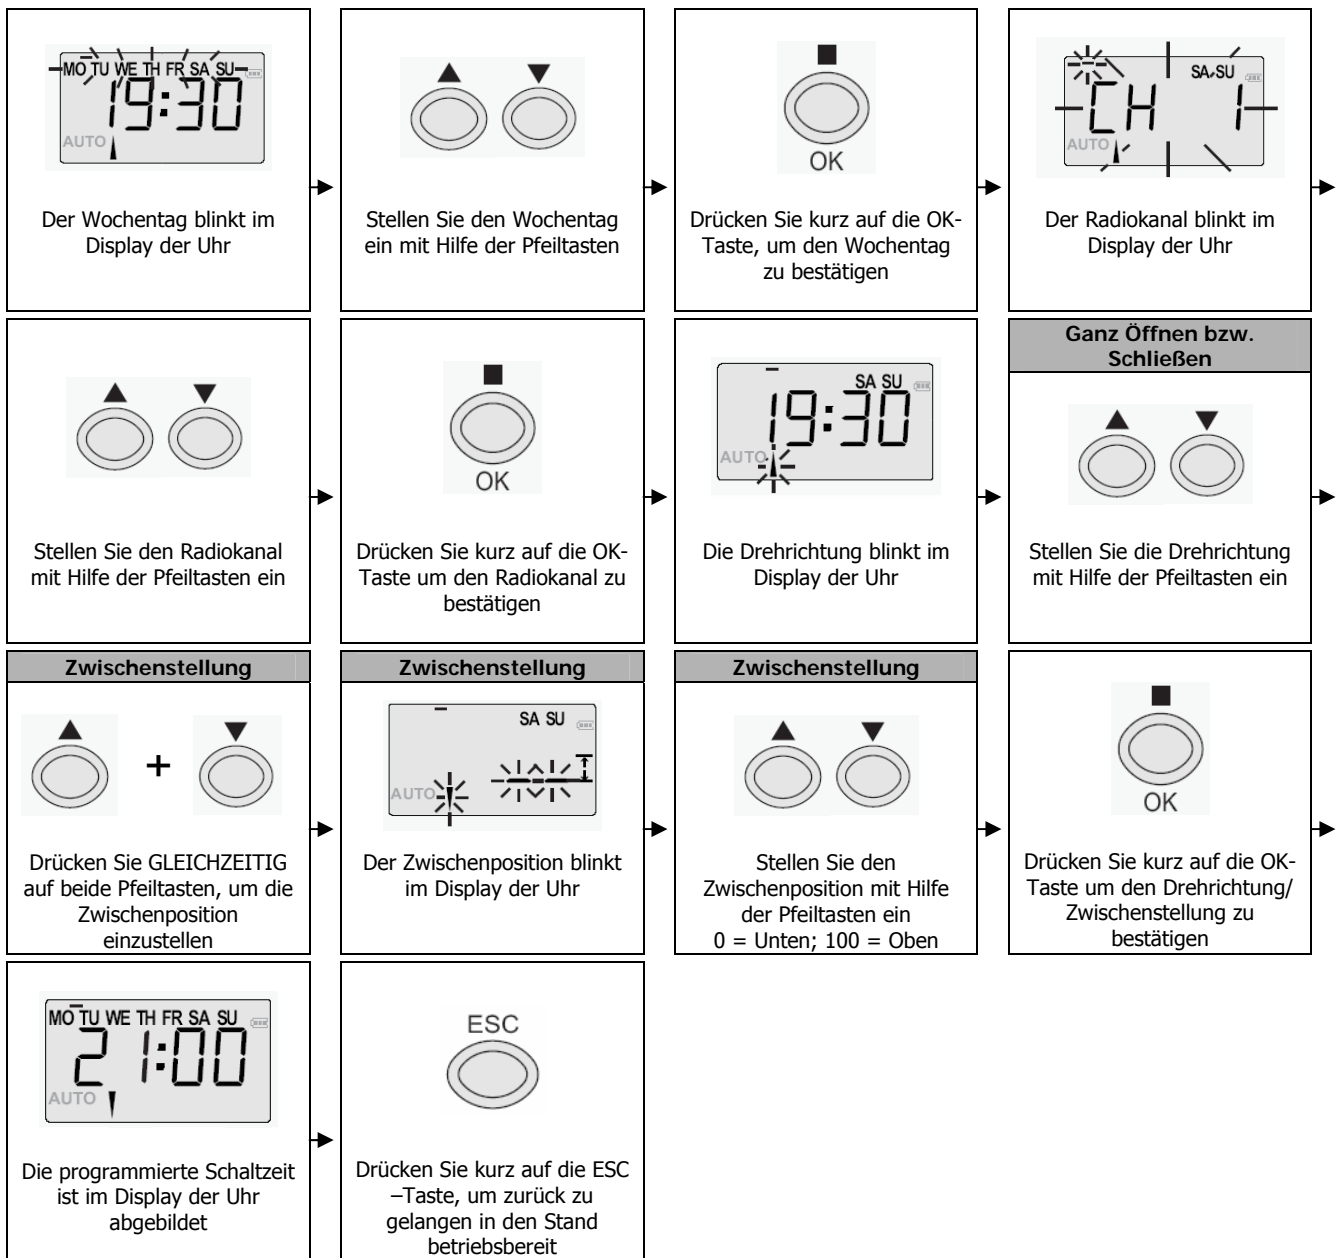 MO TU WE TH FR SA SU
19:30
AUTO
Der Wochentag blinkt im
Display der Uhr
Stellen Sie den Wochentag
ein mit Hilfe der Pfeiltasten
OK
Drücken Sie kurz auf die OK-
Taste, um den Wochentag
zu bestätigen
SA SU
CH 1
AUTO
Der Radiokanal blinkt im
Display der Uhr
Stellen Sie den Radiokanal
mit Hilfe der Pfeiltasten ein
OK
Drücken Sie kurz auf die OK-
Taste um den Radiokanal zu
bestätigen
SA SU
19:30
AUTO
Die Drehrichtung blinkt im
Display der Uhr
Ganz Öffnen bzw.
Schließen
Stellen Sie die Drehrichtung
mit Hilfe der Pfeiltasten ein
Zwischenstellung
+
Drücken Sie GLEICHZEITIG
auf beide Pfeiltasten, um die
Zwischenposition
einzustellen
Zwischenstellung
SA SU
AUTO
Der Zwischenposition blinkt
im Display der Uhr
Zwischenstellung
Stellen Sie den
Zwischenposition mit Hilfe
der Pfeiltasten ein
0 = Unten; 100 = Oben
OK
Drücken Sie kurz auf die OK-
Taste um den Drehrichtung/
Zwischenstellung zu
bestätigen
MO TU WE TH FR SA SU
21:00
AUTO
Die programmierte Schaltzeit
ist im Display der Uhr
abgebildet
ESC
Drücken Sie kurz auf die ESC
–Taste, um zurück zu
gelangen in den Stand
betriebsbereit